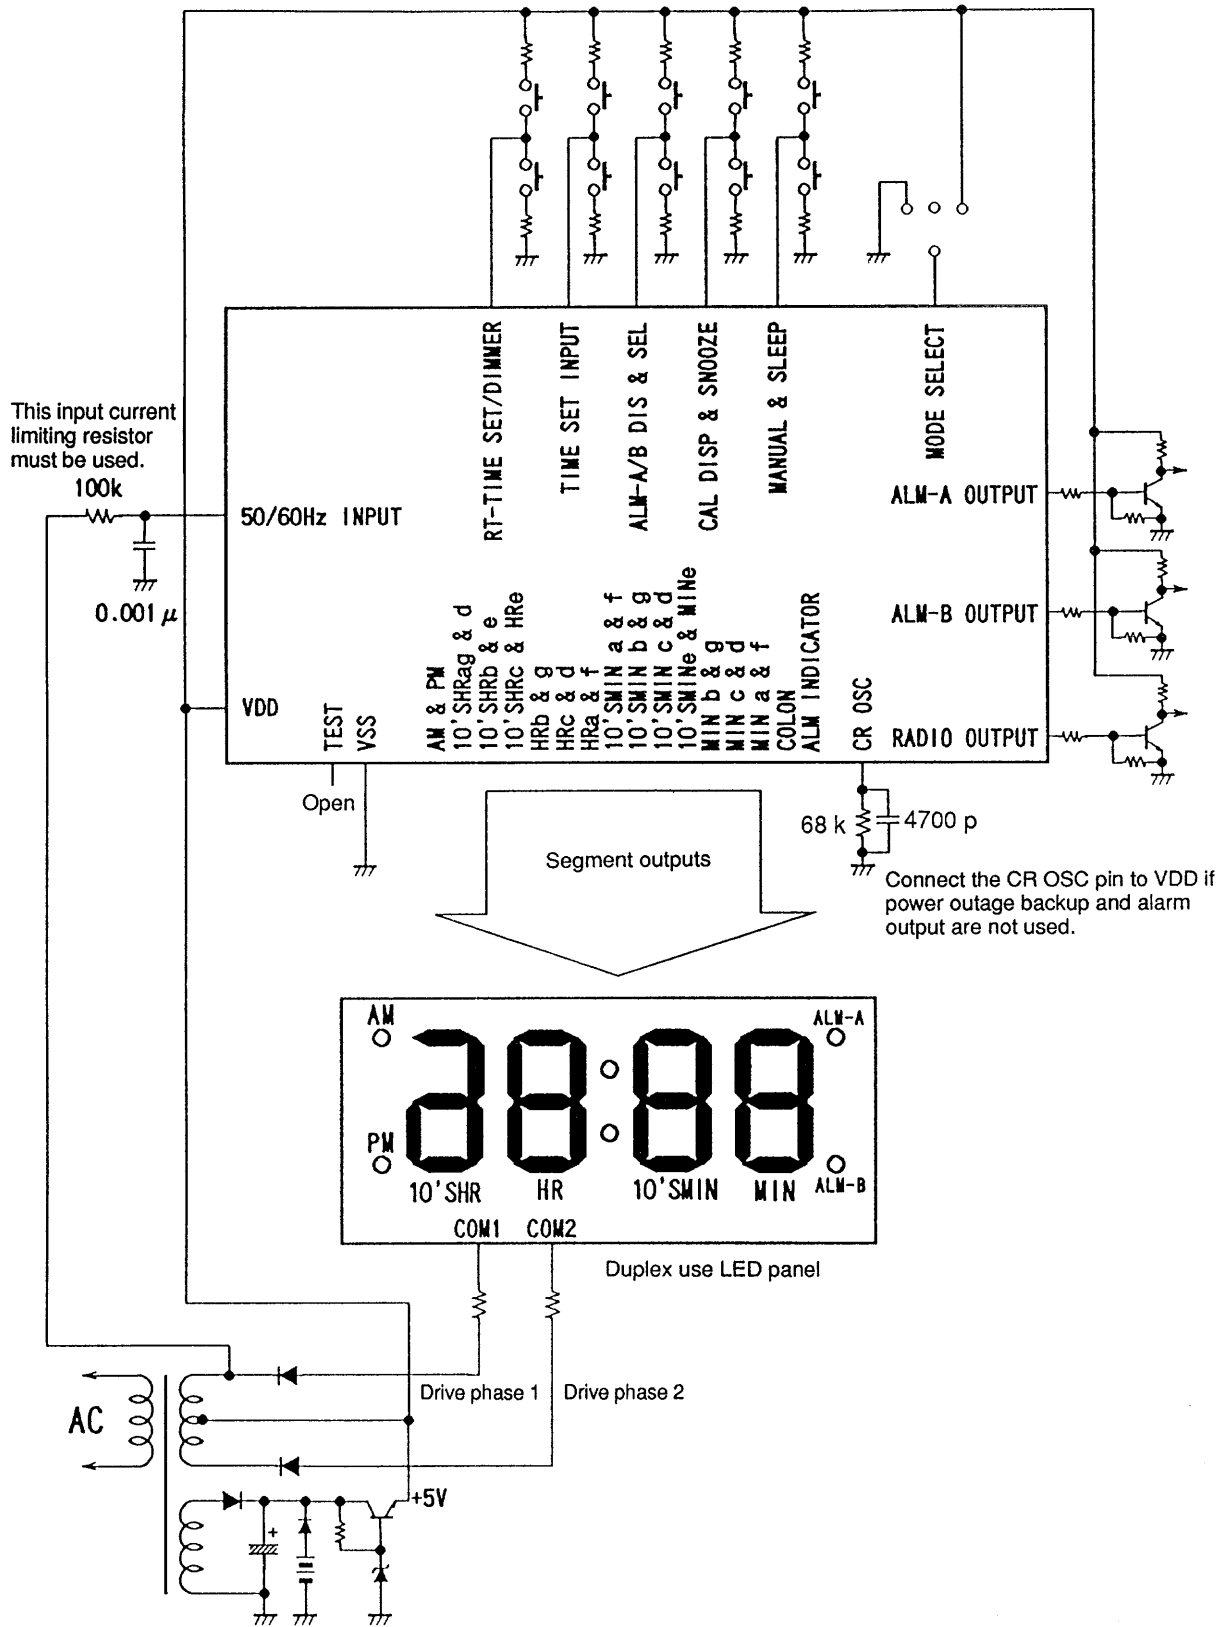 RT-TIME SET/DIMMER
TIME SET INPUT
ALM-A/B DIS & SEL
CAL DISP & SNOOZE
MANUAL & SLEEP
MODE SELECT
This input current
limiting resistor
must be used.
100k
50/60Hz INPUT
0.001 μ
VDD
ALM-A OUTPUT
ALM-B OUTPUT
RADIO OUTPUT
TEST
VSS
AM & PM
10'SHRag & d
10'SHRb & e
10'SHRc & HRe
HRb & g
HRc & d
HRa & f
10'SMIN a & f
10'SMIN b & g
10'SMIN c & d
10'SMINe & MINe
MIN b & g
MIN c & d
MIN a & f
COLON
ALM INDICATOR
CR OSC
Open
68 k
4700 p
Segment outputs
Connect the CR OSC pin to VDD if
power outage backup and alarm
output are not used.
AM
ALM-A
PM
ALM-B
10'SHR
HR
10'SMIN
MIN
COM1
COM2
Duplex use LED panel
Drive phase 1
Drive phase 2
AC
+5V
+